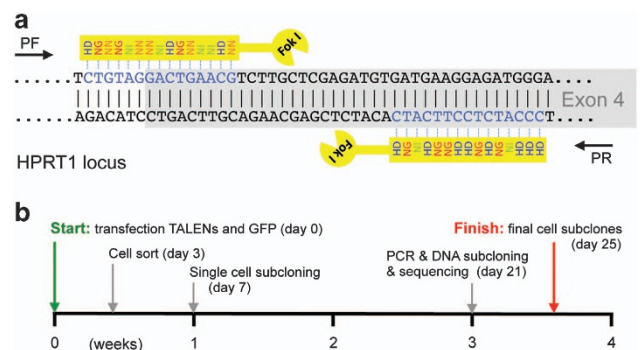 a
PF
HD NG NN NG NI NN NN NI HD NG NN NI NI HD NN
Fok I
......TCTGTAGGACTGAACGTCTTGCTCGAGATGTGATGAAGGAGATGGGA....
Exon 4
......AGACATCCTGACTTGCAGAACGAGCTCTACACTACTTCCTCTACCCT....
Fok I
HD NG NI HD NG NG HD HD NG HD NG NI HD HD HD
PR
HPRT1 locus
b
Start: transfection TALENs and GFP (day 0)
Finish: final cell subclones
(day 25)
Cell sort (day 3)
Single cell subcloning
(day 7)
PCR & DNA subcloning
& sequencing (day 21)
0 (weeks) 1 2 3 4